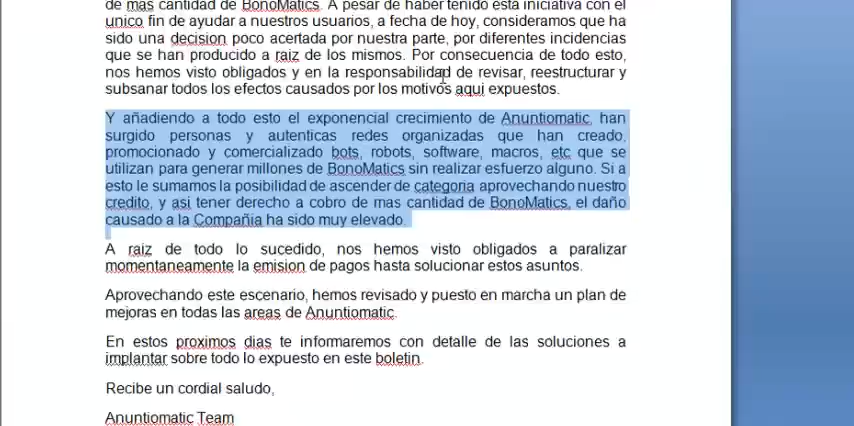 de mas cantidad de BonoMatics. A pesar de haber tenido esta iniciativa con el
unico fin de ayudar a nuestros usuarios, a fecha de hoy, consideramos que ha
sido una decision poco acertada por nuestra parte, por diferentes incidencias
que se han producido a raiz de los mismos. Por consecuencia de todo esto,
nos hemos visto obligados y en la responsabilidad de revisar, reestructurar y
subsanar todos los efectos causados por los motivos aqui expuestos.
Y añadiendo a todo esto el exponencial crecimiento de Anuntiomatic, han
surgido personas y autenticas redes organizadas que han creado,
promocionado y comercializado bots, robots, software, macros, etc que se
utilizan para generar millones de BonoMatics sin realizar esfuerzo alguno. Si a
esto le sumamos la posibilidad de ascender de categoria aprovechando nuestro
credito, y asi tener derecho a cobro de mas cantidad de BonoMatics, el daño
causado a la Compañia ha sido muy elevado.
A raiz de todo lo sucedido, nos hemos visto obligados a paralizar
momentaneamente la emision de pagos hasta solucionar estos asuntos.
Aprovechando este escenario, hemos revisado y puesto en marcha un plan de
mejoras en todas las areas de Anuntiomatic.
En estos proximos dias te informaremos con detalle de las soluciones a
implantar sobre todo lo expuesto en este boletin.
Recibe un cordial saludo,
Anuntiomatic Team